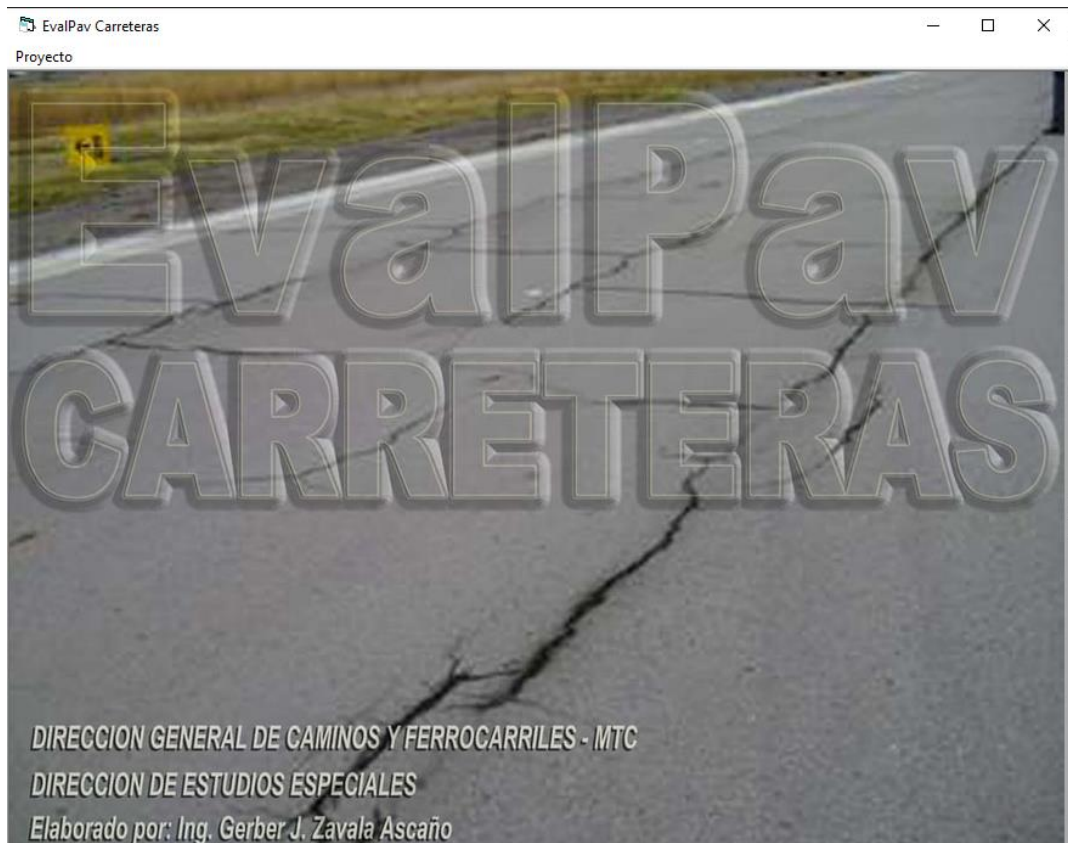 EvalPav Carreteras
Proyecto
EvalPav
CARRETERAS
DIRECCION GENERAL DE CAMINOS Y FERROCARRILES - MTC
DIRECCION DE ESTUDIOS ESPECIALES
Elaborado por: Ing. Gerber J. Zavala Ascaño